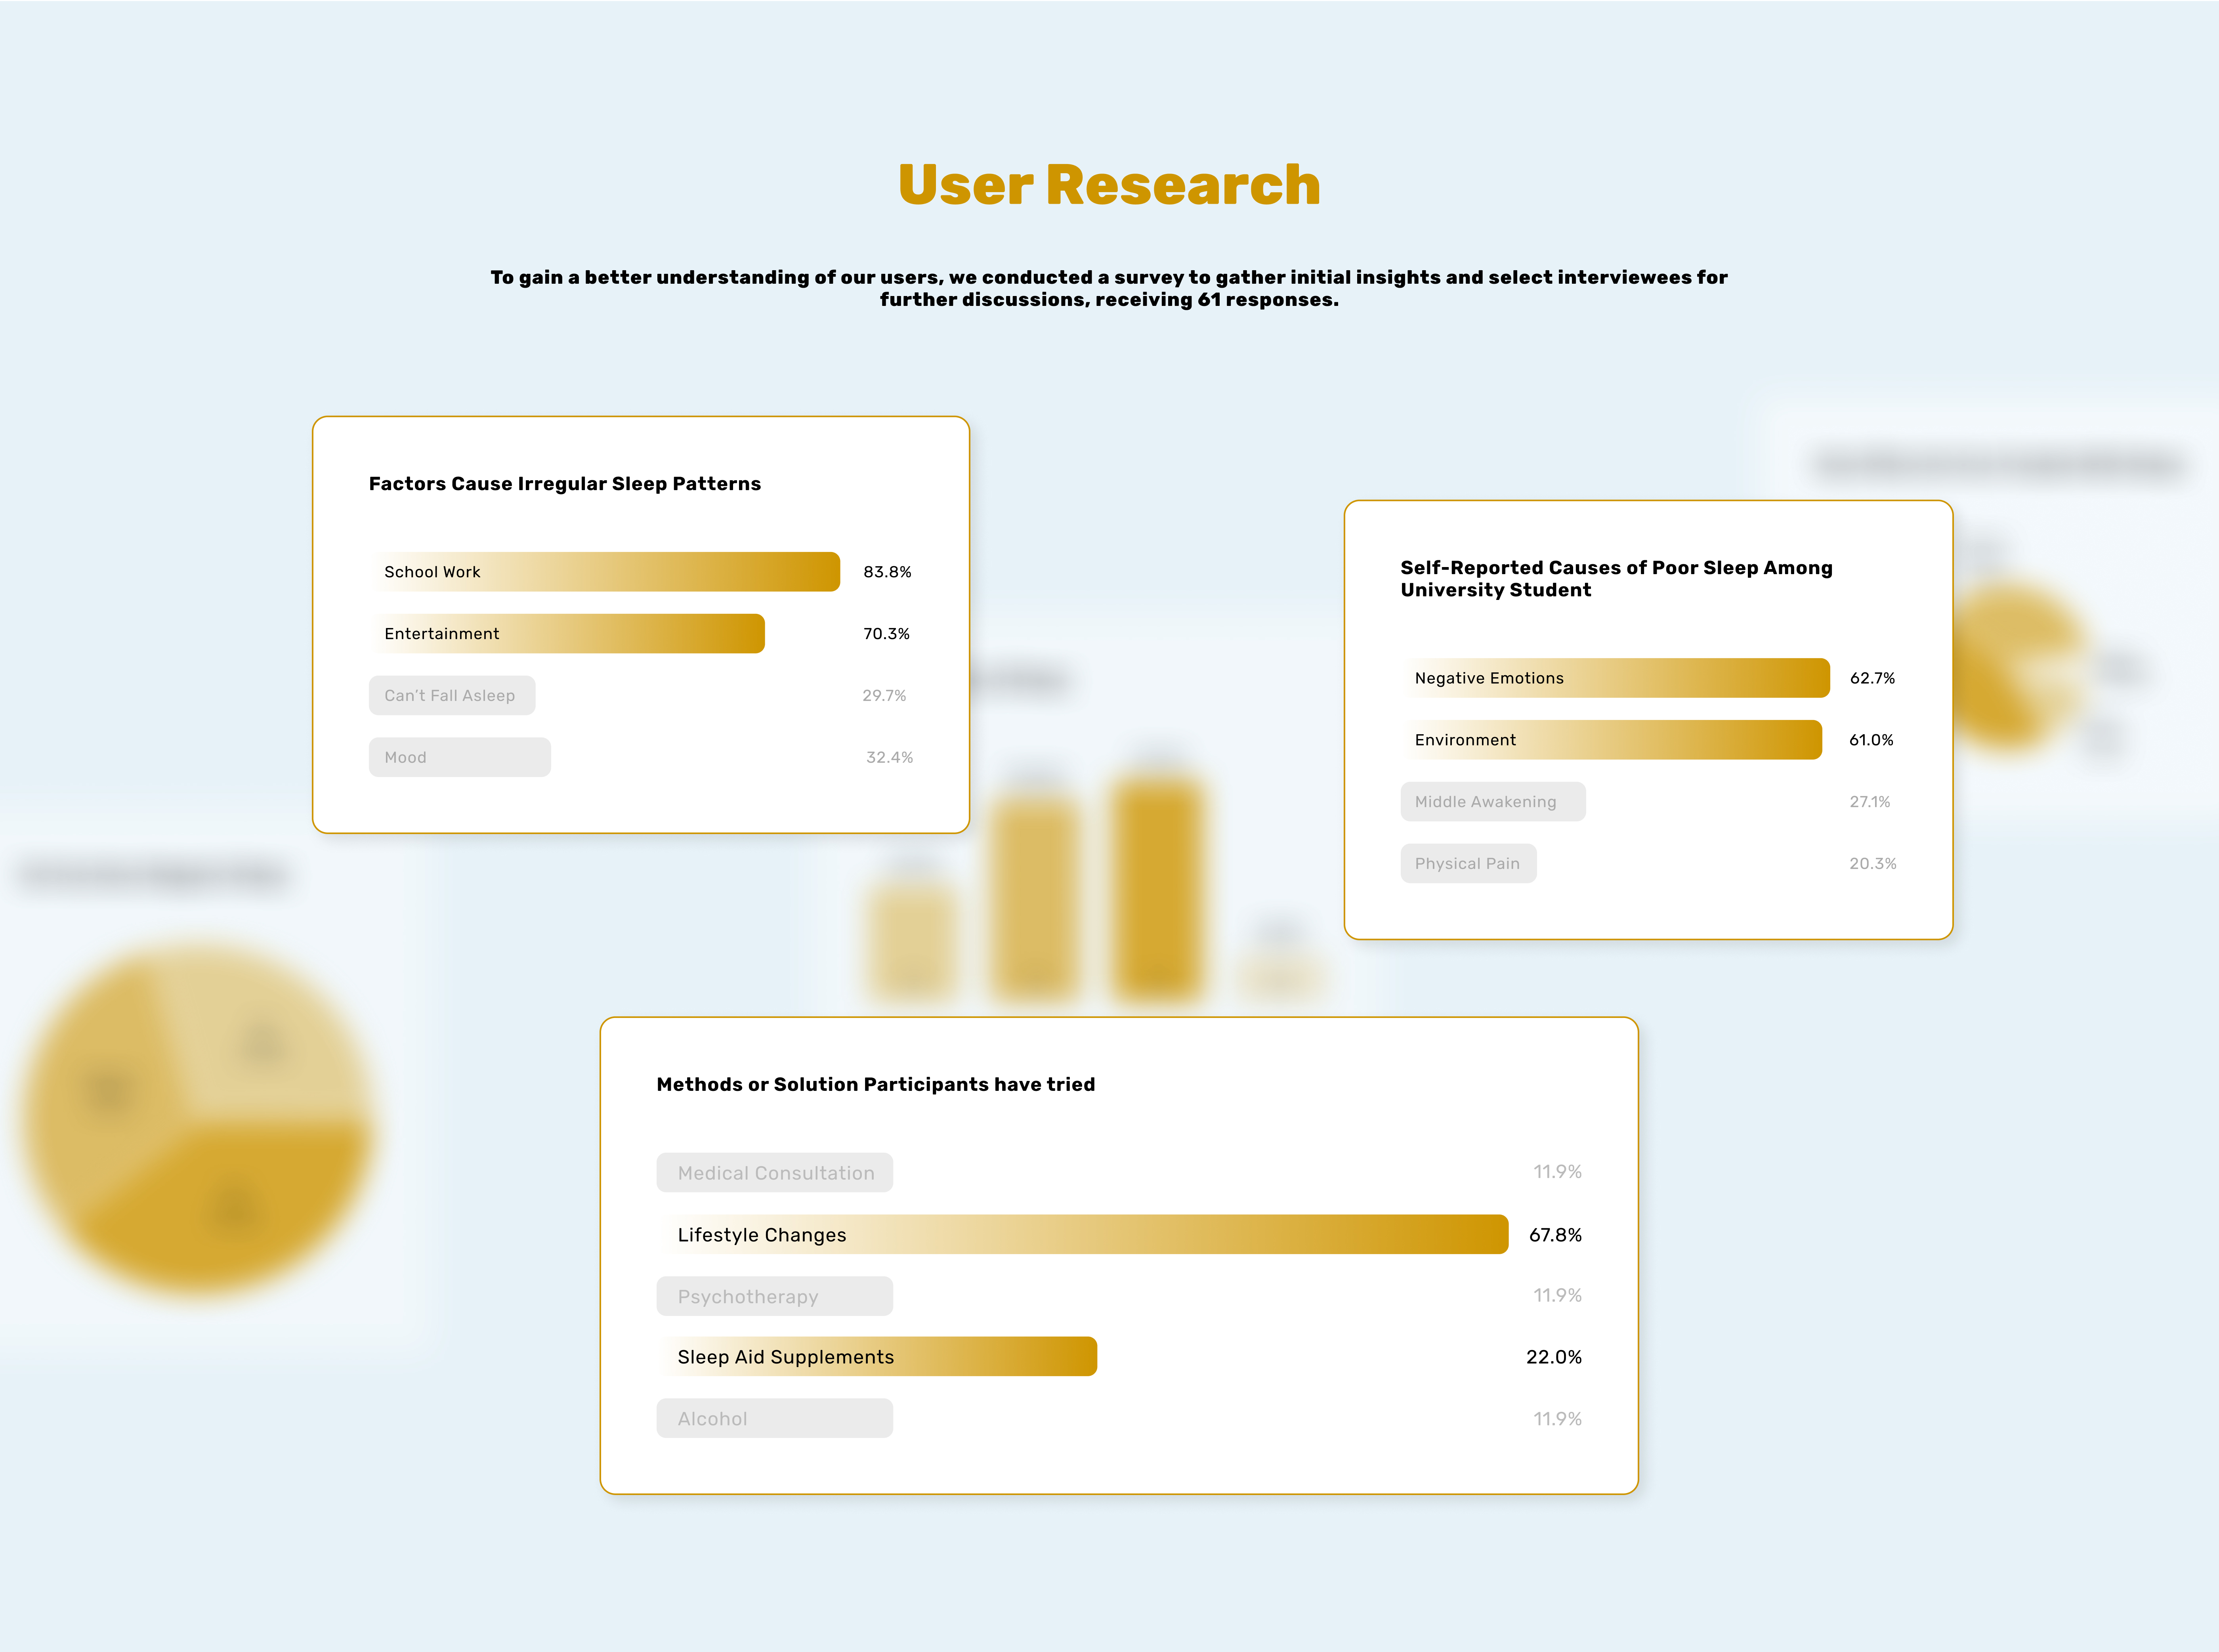 User Research
To gain a better understanding of our users, we conducted a survey to gather initial insights and select interviewees for
further discussions, receiving 61 responses.
Factors Cause Irregular Sleep Patterns
School Work 83.8%
Entertainment 70.3%
Can't Fall Asleep 29.7%
Mood 32.4%
Self-Reported Causes of Poor Sleep Among
University Student
Negative Emotions 62.7%
Environment 61.0%
Middle Awakening 27.1%
Physical Pain 20.3%
Methods or Solution Participants have tried
Medical Consultation 11.9%
Lifestyle Changes 67.8%
Psychotherapy 11.9%
Sleep Aid Supplements 22.0%
Alcohol 11.9%